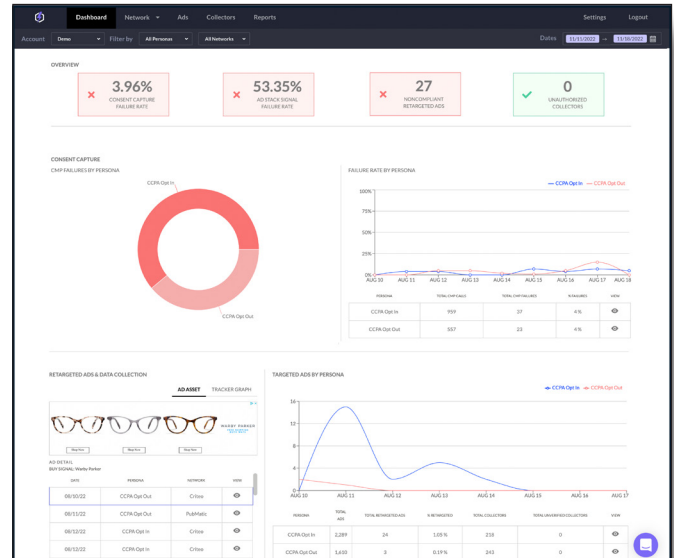 Dashboard Network Ads Collectors Reports Settings Logout
Account Demo Filter by All Personas All Networks Dates 11/11/2022 → 11/10/2022
OVERVIEW
3.96%
CONSENT CAPTURE
FAILURE RATE
53.35%
AD STACK SIGNAL
FAILURE RATE
27
NONCOMPLIANT
RETARGETED ADS
0
UNAUTHORIZED
COLLECTORS
CONSENT CAPTURE
CMP FAILURES BY PERSONA
CCPA Opt In
CCPA Opt Out
FAILURE RATE BY PERSONA
CCPA Opt In CCPA Opt Out
100%
75%
50%
25%
0%
AUG 10 AUG 11 AUG 12 AUG 13 AUG 14 AUG 15 AUG 16 AUG 17 AUG 18
PERSONA TOTAL CMP CALLS TOTAL CMP FAILURES % FAILURES VIEW
CCPA Opt In 959 37 4%
CCPA Opt Out 557 23 4%
RETARGETED ADS & DATA COLLECTION
AD ASSET TRACKER GRAPH
WARBY PARKER
Shop Now Shop Now Shop Now
AD DETAIL
BUY SIGNAL: Warby Parker
DATE PERSONA NETWORK VIEW
08/10/22 CCPA Opt Out Criteo
08/11/22 CCPA Opt Out PubMatic
08/12/22 CCPA Opt In Criteo
08/12/22 CCPA Opt In Criteo
TARGETED ADS BY PERSONA
CCPA Opt In CCPA Opt Out
16
12
8
4
0
AUG 10 AUG 11 AUG 12 AUG 13 AUG 14 AUG 15 AUG 16 AUG 17
PERSONA TOTAL ADS TOTAL RETARGETED ADS % RETARGETED TOTAL COLLECTORS TOTAL UNVERIFIED COLLECTORS VIEW
CCPA Opt In 2,289 24 1.05% 218 0
CCPA Opt Out 1,610 3 0.19% 243 0